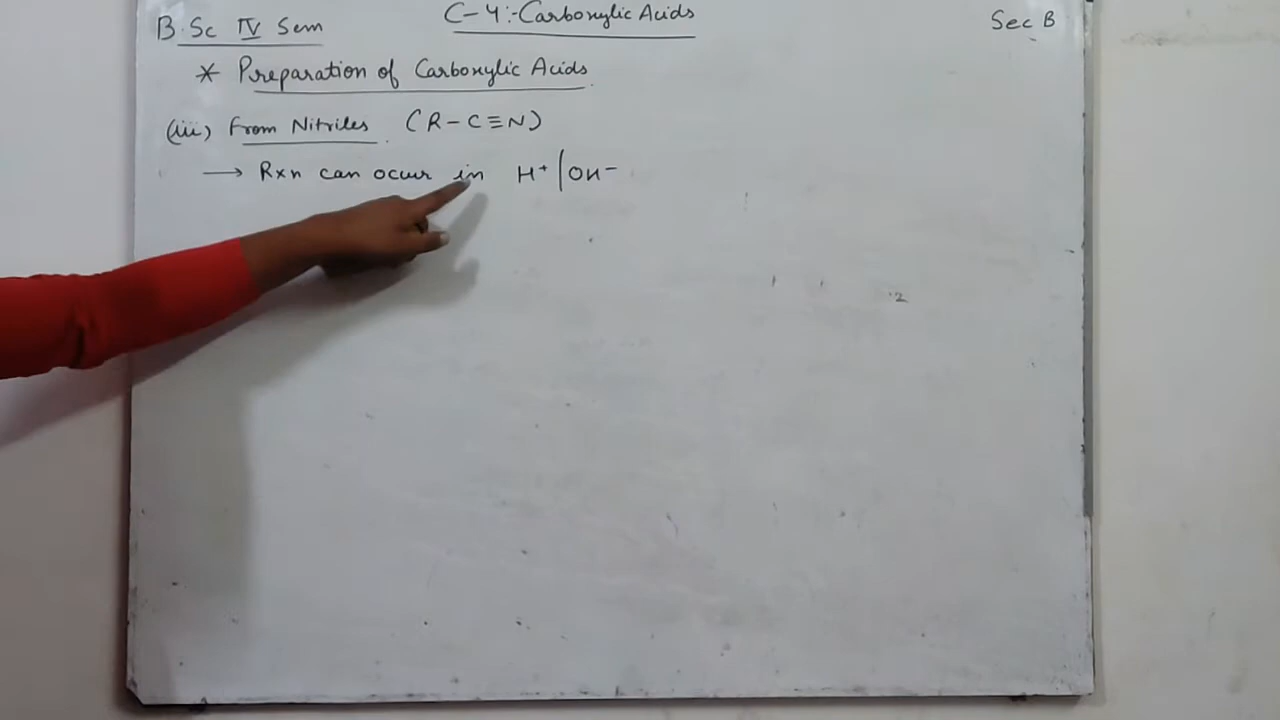 C-4:-Carboxylic Acids
B.Sc IV Sem Sec B
* Preparation of Carboxylic Acids.
(iii) From Nitriles. (R-C≡N)
→ Rxn can occur in H⁺|OH⁻
2